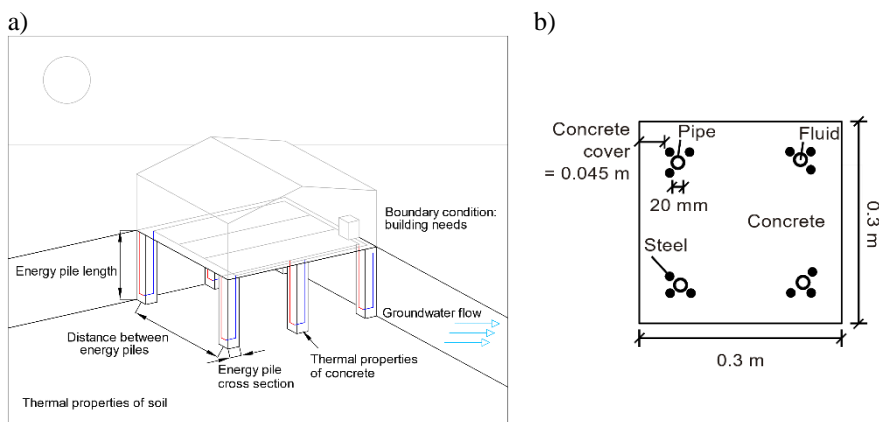 a)
Boundary condition:
building needs
Energy pile length
Groundwater flow
Distance between
energy piles
Energy pile
cross section
Thermal properties
of concrete
Thermal properties of soil
b)
Concrete
cover
= 0.045 m
Pipe
Fluid
20 mm
Concrete
Steel
0.3 m
0.3 m